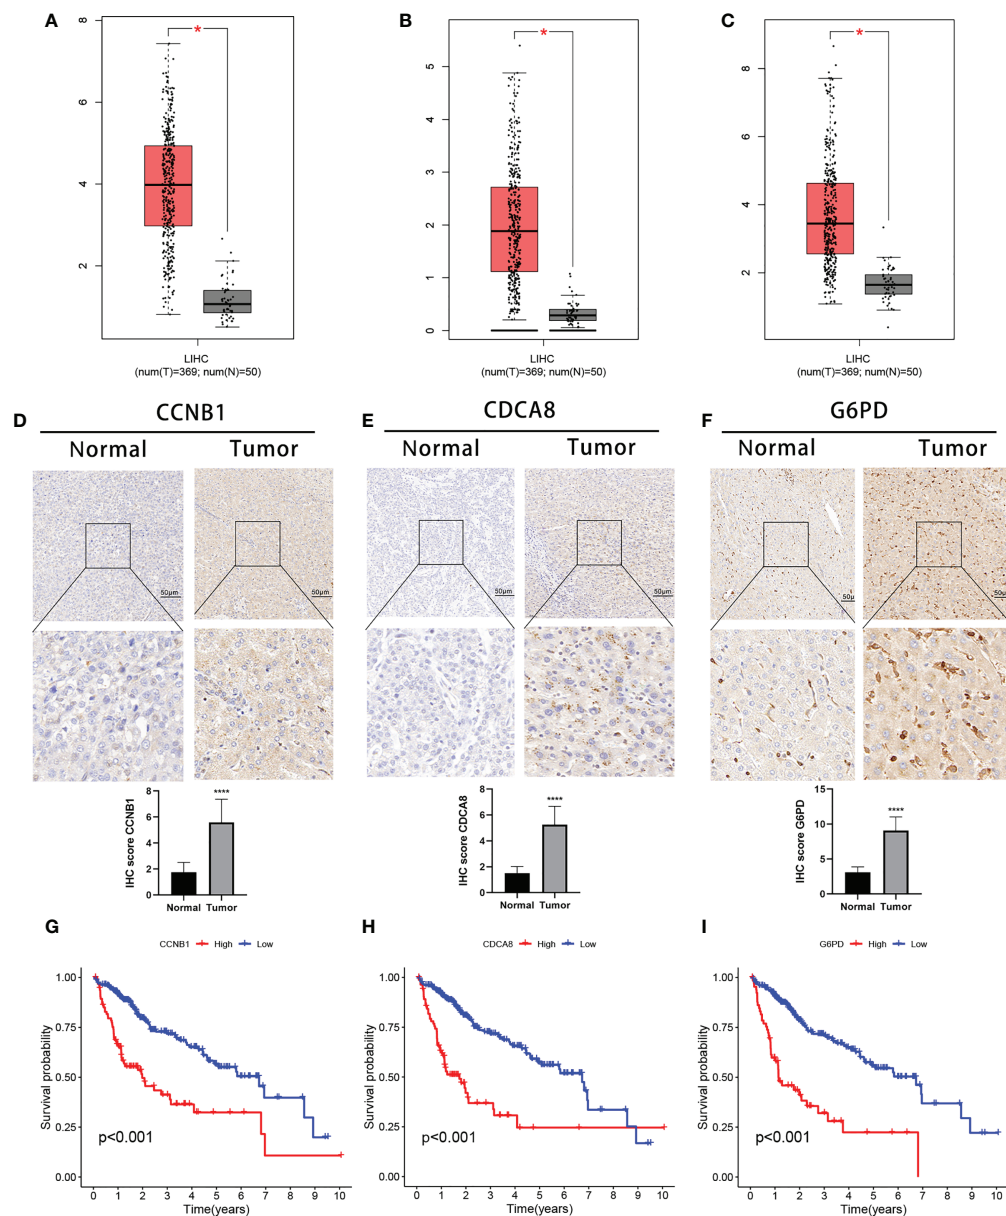 A
B
C
8
6
4
2
*
LIHC
(num(T)=369; num(N)=50)
5
4
3
2
1
0
*
LIHC
(num(T)=369; num(N)=50)
8
6
4
2
*
LIHC
(num(T)=369; num(N)=50)
D CCNB1
Normal Tumor
50μm
50μm
E CDCA8
Normal Tumor
50μ
50μ
F G6PD
Normal Tumor
50μ
50μ
IHC score CCNB1
8
6
4
2
0
****
Normal Tumor
IHC score CDCA8
8
6
4
2
0
****
Normal Tumor
IHC score G6PD
15
10
5
0
****
Normal Tumor
G
CCNB1 High Low
Survival probability
1.00
0.75
0.50
0.25
0.00
p<0.001
0 1 2 3 4 5 6 7 8 9 10
Time(years)
H
CDCA8 High Low
Survival probability
1.00
0.75
0.50
0.25
0.00
p<0.001
0 1 2 3 4 5 6 7 8 9 10
Time(years)
I
G6PD High Low
Survival probability
1.00
0.75
0.50
0.25
0.00
p<0.001
0 1 2 3 4 5 6 7 8 9 10
Time(years)